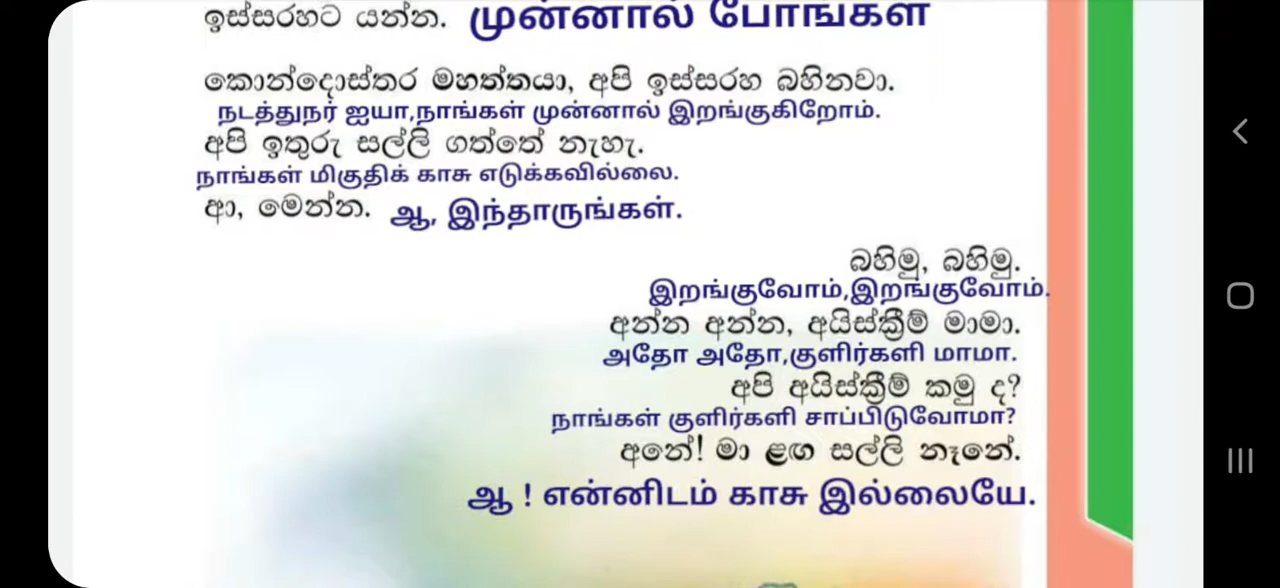 ඉස්සරහට යන්න. முன்னால் போங்கள்
කොන්දොස්තර මහත්තයා, අපි ඉස්සරහ බහිනවා.
நடத்துநர் ஐயா,நாங்கள் முன்னால் இறங்குகிறோம்.
අපි ඉතුරු සල්ලි ගත්තේ නැහැ.
நாங்கள் மிகுதிக் காசு எடுக்கவில்லை.
ආ, මෙන්න. ஆ, இந்தாருங்கள்.
බහිමු, බහිමු.
இறங்குவோம்,இறங்குவோம்.
අන්න අන්න, අයිස්ක්‍රීම් මාමා.
அதோ அதோ,குளிர்களி மாமா.
අපි අයිස්ක්‍රීම් කමු ද?
நாங்கள் குளிர்களி சாப்பிடுவோமா?
අනේ! මා ළඟ සල්ලි නෑනේ.
ஆ ! என்னிடம் காசு இல்லையே.